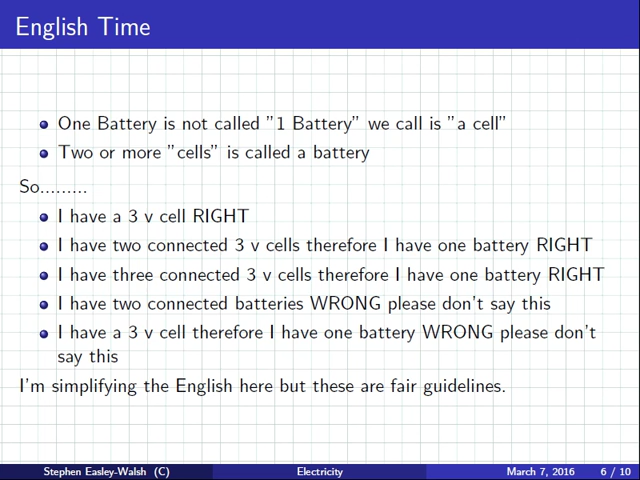 English Time
One Battery is not called "1 Battery" we call is "a cell"
Two or more "cells" is called a battery
So.........
I have a 3 v cell RIGHT
I have two connected 3 v cells therefore I have one battery RIGHT
I have three connected 3 v cells therefore I have one battery RIGHT
I have two connected batteries WRONG please don't say this
I have a 3 v cell therefore I have one battery WRONG please don't
say this
I'm simplifying the English here but these are fair guidelines.
Stephen Easley-Walsh (C) Electricity March 7, 2016 6 / 10